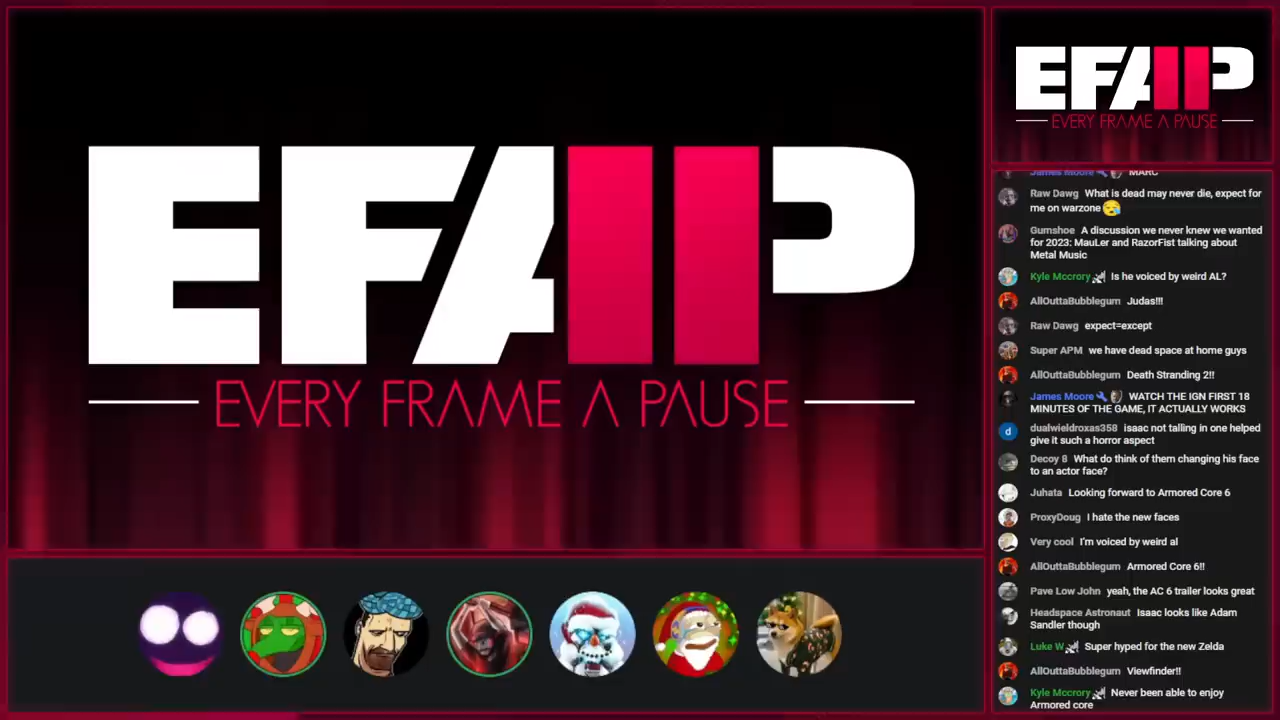 EFAP
EVERY FRAME A PAUSE
EFAP
EVERY FRAME A PAUSE
James Moore MARC
Raw Dawg What is dead may never die, expect for
me on warzone
Gumshoe A discussion we never knew we wanted
for 2023: MauLer and RazorFist talking about
Metal Music
Kyle Mccrory Is he voiced by weird AL?
AllOuttaBubblegum Judas!!!
Raw Dawg expect=except
Super APM we have dead space at home guys
AllOuttaBubblegum Death Stranding 2!!
James Moore WATCH THE IGN FIRST 18
MINUTES OF THE GAME, IT ACTUALLY WORKS
d
dualwieldroxas358 isaac not talling in one helped
give it such a horror aspect
Decoy 8 What do think of them changing his face
to an actor face?
Juhata Looking forward to Armored Core 6
ProxyDoug I hate the new faces
Very cool I'm voiced by weird al
AllOuttaBubblegum Armored Core 6!!
Pave Low John yeah, the AC 6 trailer looks great
Headspace Astronaut Isaac looks like Adam
Sandler though
Luke W Super hyped for the new Zelda
AllOuttaBubblegum Viewfinder!!
Kyle Mccrory Never been able to enjoy
Armored core